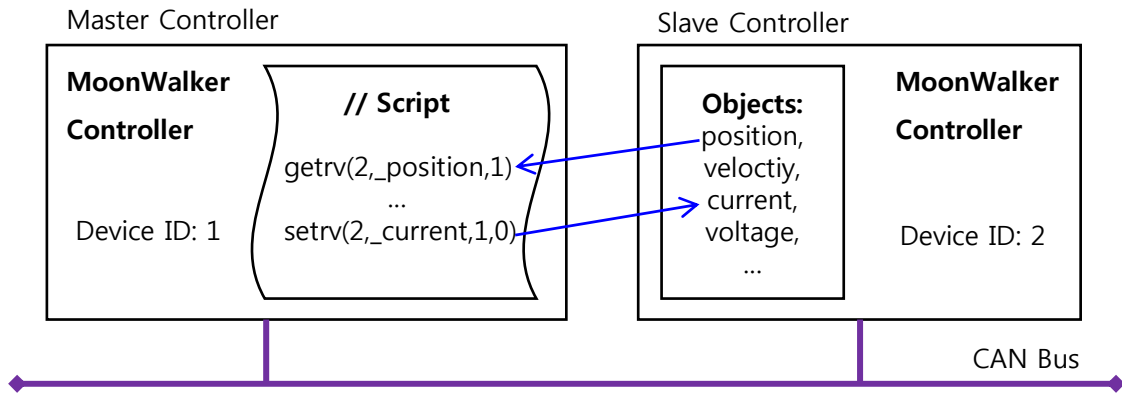 Master Controller
MoonWalker
Controller
Device ID: 1
// Script
getrv(2,_position,1)
...
setrv(2,_current,1,0)
Slave Controller
Objects:
position,
veloctiy,
current,
voltage,
...
MoonWalker
Controller
Device ID: 2
CAN Bus